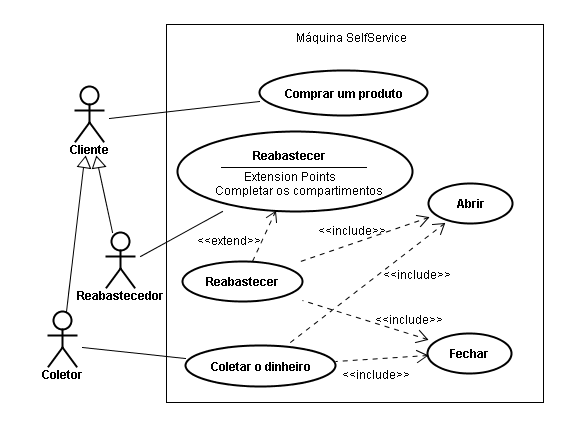 Máquina SelfService
Comprar um produto
Cliente
Reabastecer
Extension Points
Completar os compartimentos
Abrir
<<include>>
<<extend>>
<<include>>
Reabastecer
Reabastecedor
<<include>>
Fechar
Coletar o dinheiro
Coletor
<<include>>